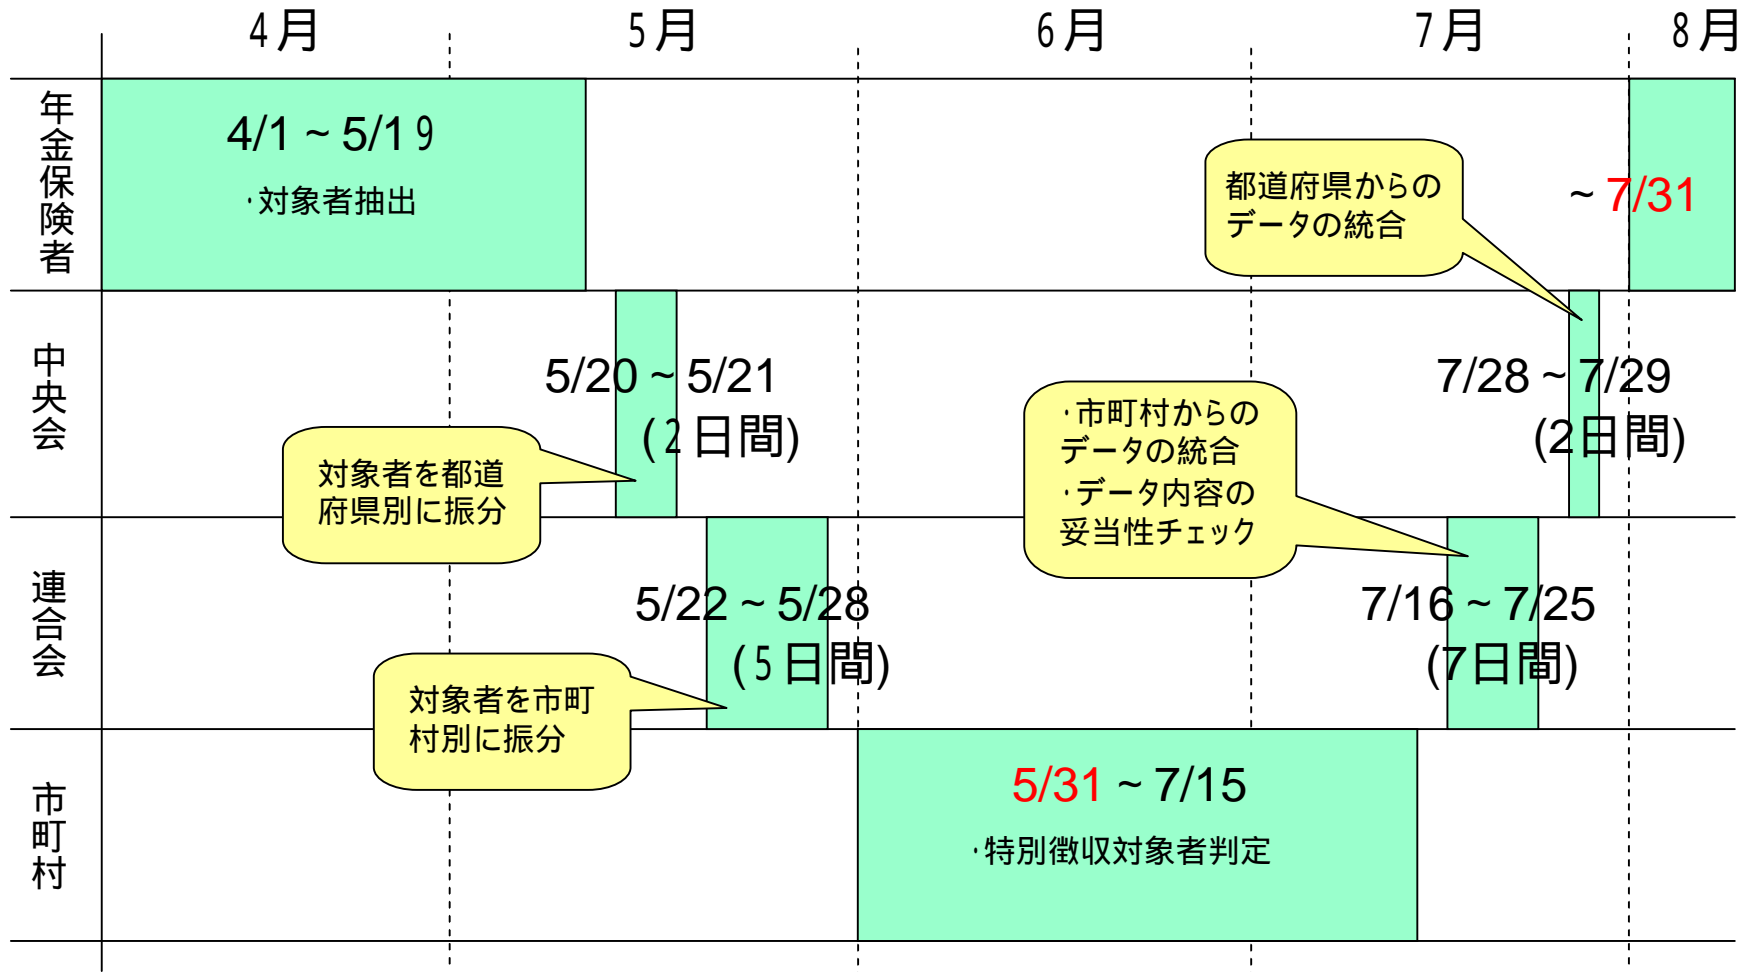 4月 5月 6月 7月 8月
年金保険者
4/1 ~ 5/19
・対象者抽出
都道府県からの
データの統合
~ 7/31
中央会
5/20 ~ 5/21
(2日間)
対象者を都道
府県別に振分
・市町村からの
データの統合
・データ内容の
妥当性チェック
7/28 ~ 7/29
(2日間)
連合会
5/22 ~ 5/28
(5日間)
対象者を市町
村別に振分
7/16 ~ 7/25
(7日間)
市町村
5/31 ~ 7/15
・特別徴収対象者判定